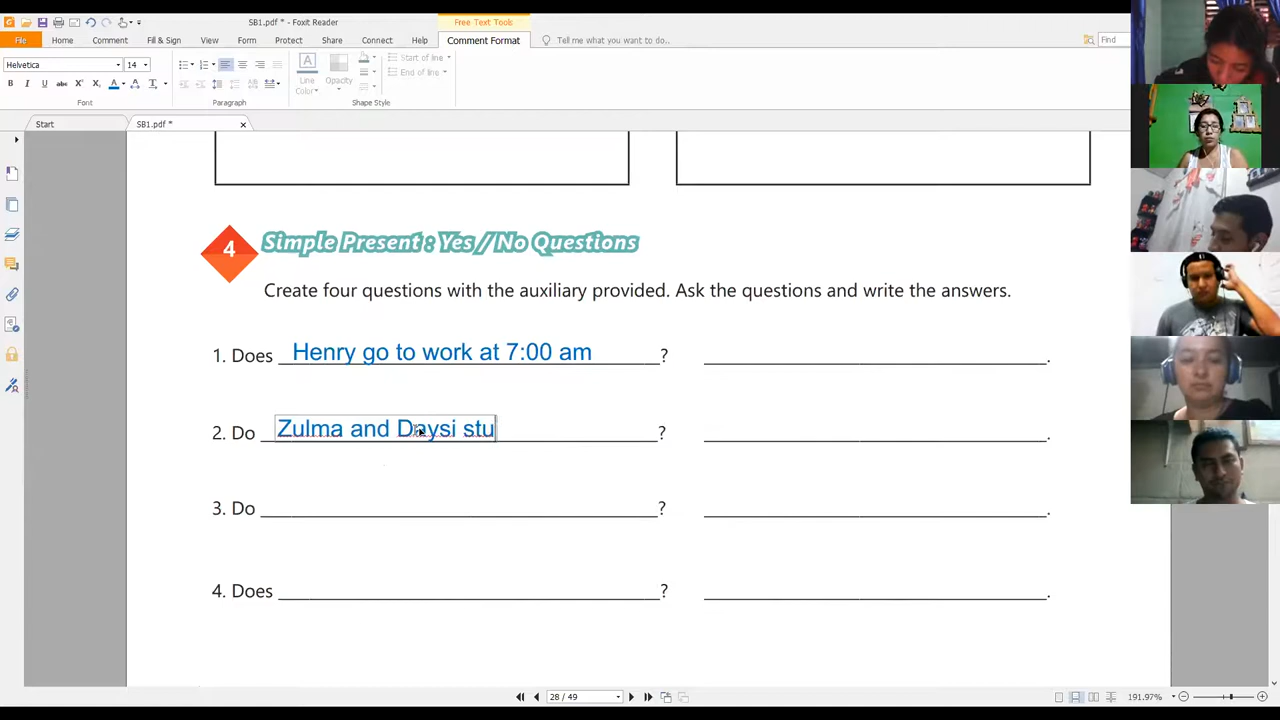 SB1.pdf * - Foxit Reader
Free Text Tools
File Home Comment Fill & Sign View Form Protect Share Connect Help Comment Format Tell me what you want to do.. Find
Helvetica 14
B I U abc X² X₂ A T
Line Color Opacity
Start of line
End of line
Font Paragraph Shape Style
Start SB1.pdf *
4 Simple Present : Yes / No Questions
Create four questions with the auxiliary provided. Ask the questions and write the answers.
1. Does Henry go to work at 7:00 am ? .
2. Do Zulma and Daysi stu ? .
3. Do ? .
4. Does ? .
28 / 49 191.97%